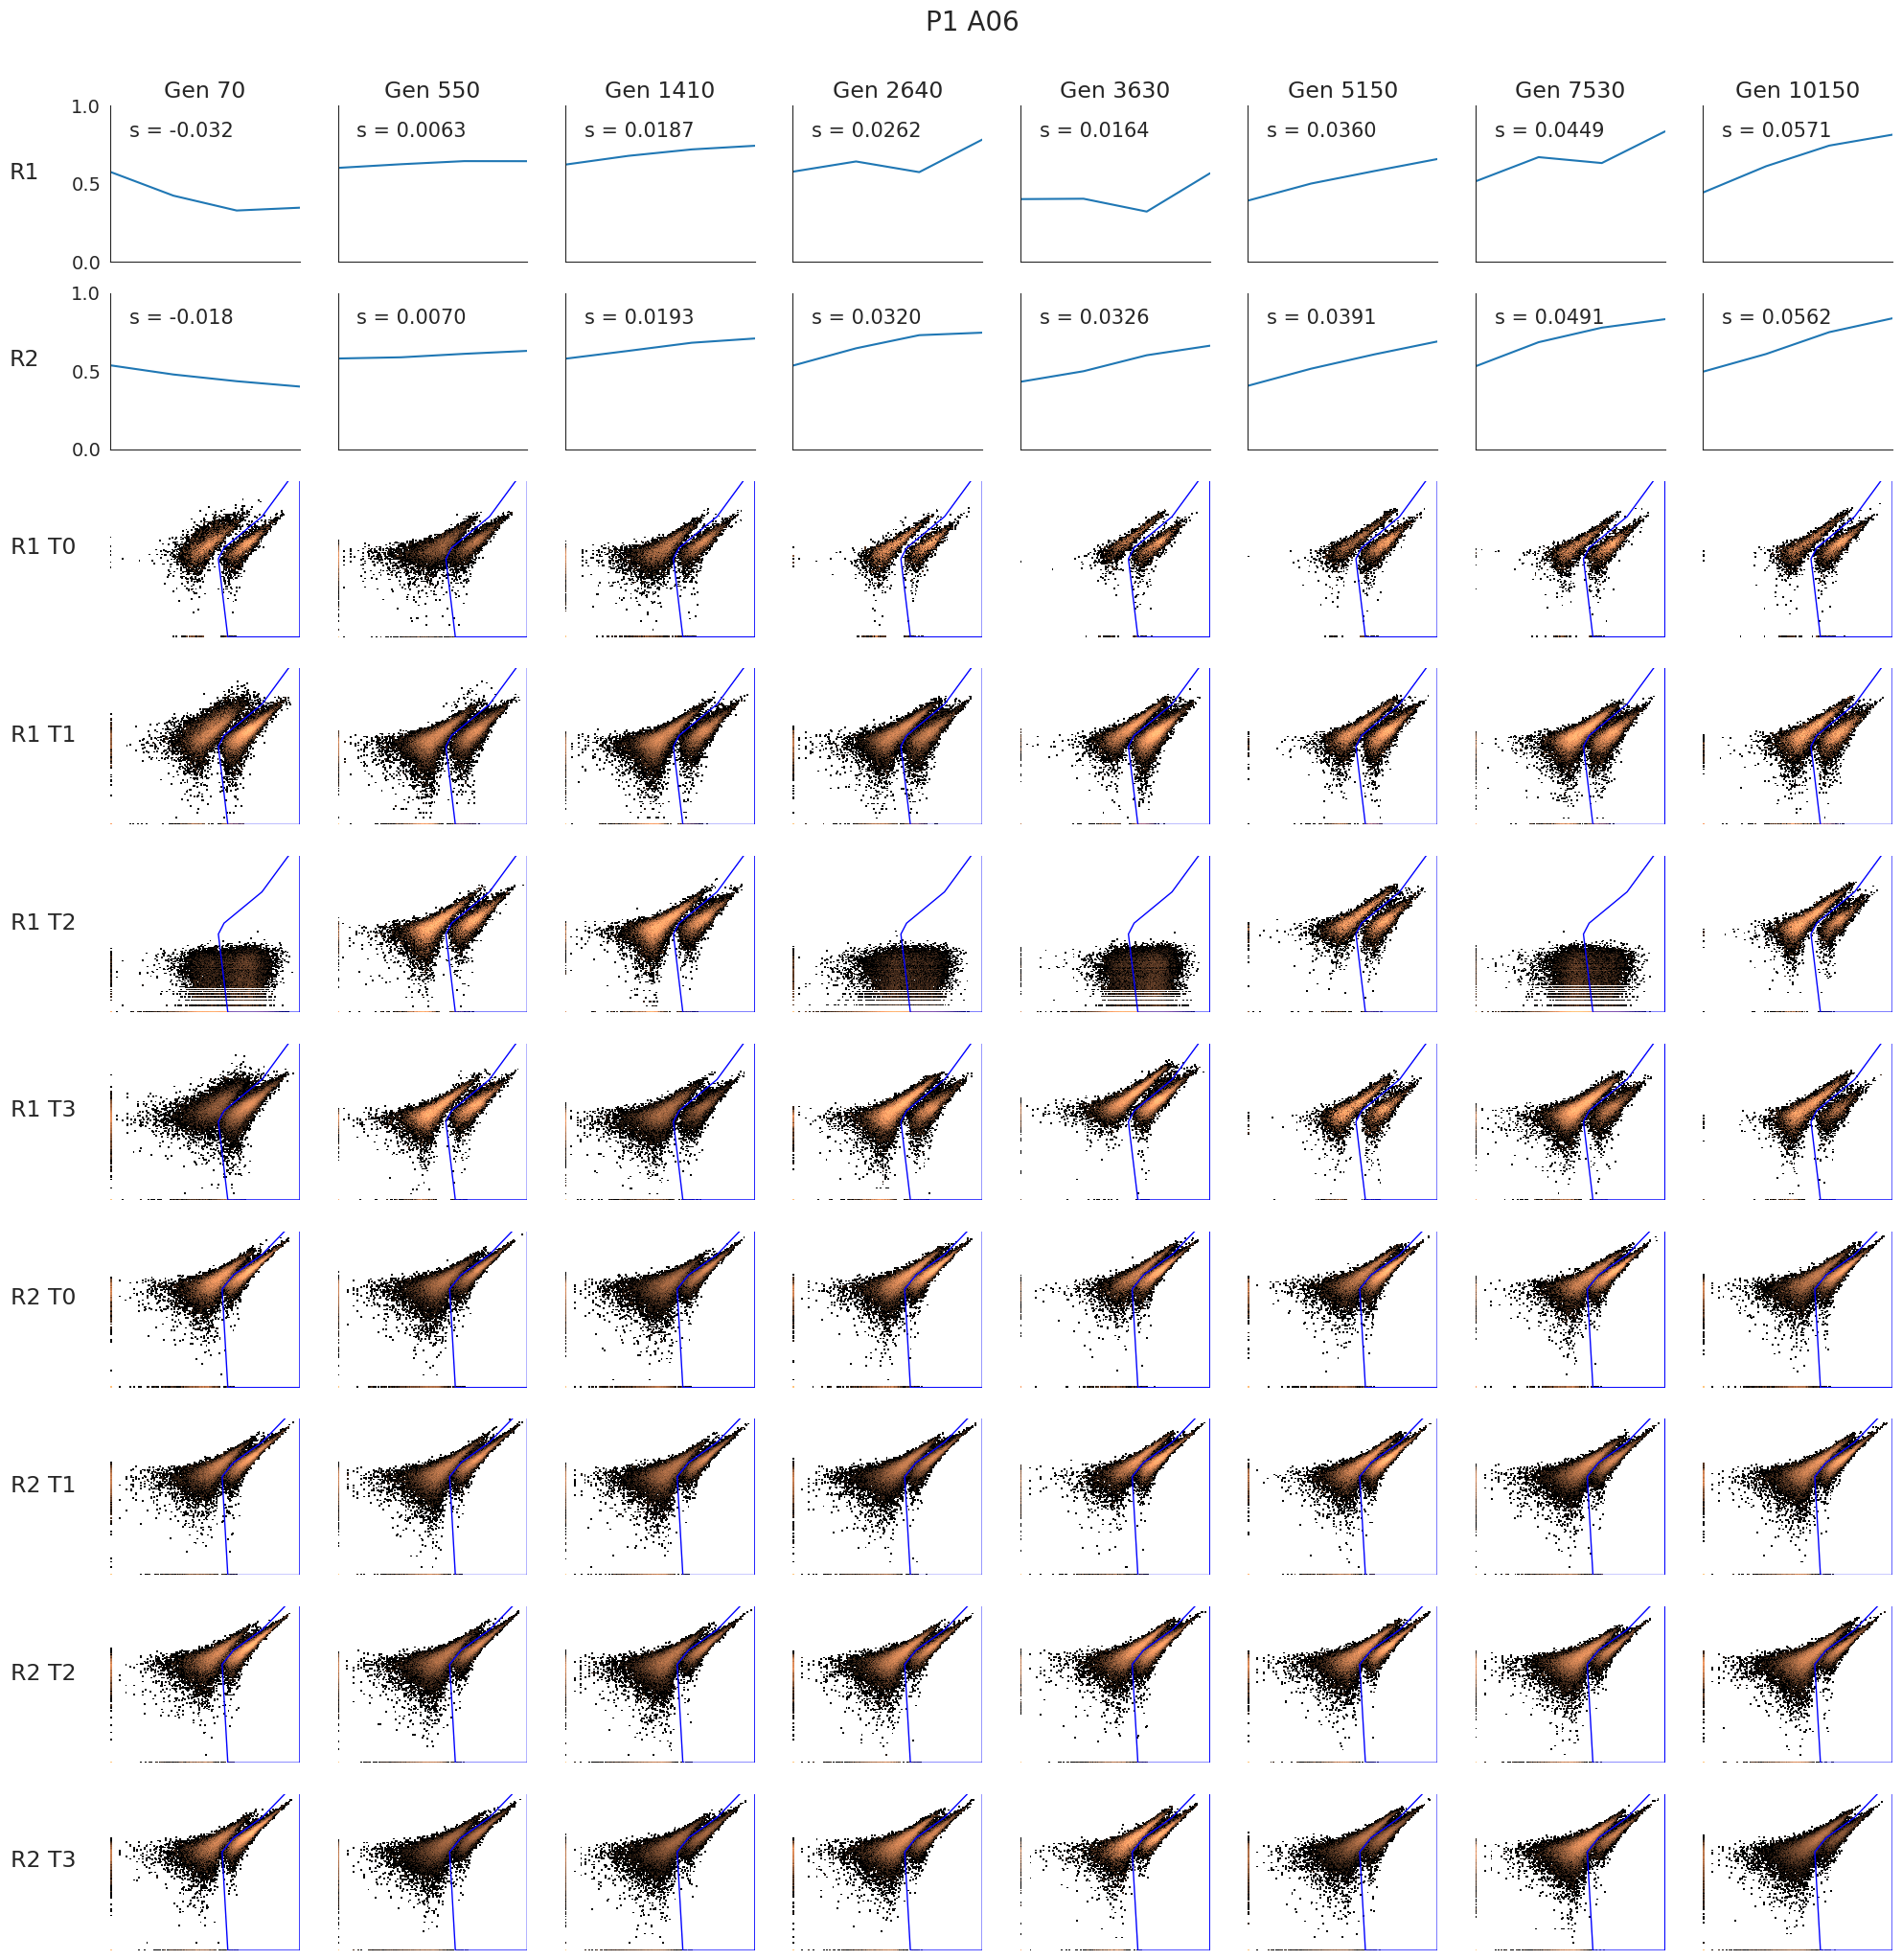 P1 A06
Gen 70 Gen 550 Gen 1410 Gen 2640 Gen 3630 Gen 5150 Gen 7530 Gen 10150
1.0
s = -0.032 s = 0.0063 s = 0.0187 s = 0.0262 s = 0.0164 s = 0.0360 s = 0.0449 s = 0.0571
R1
0.5
0.0
1.0
s = -0.018 s = 0.0070 s = 0.0193 s = 0.0320 s = 0.0326 s = 0.0391 s = 0.0491 s = 0.0562
R2
0.5
0.0
R1 T0
R1 T1
R1 T2
R1 T3
R2 T0
R2 T1
R2 T2
R2 T3